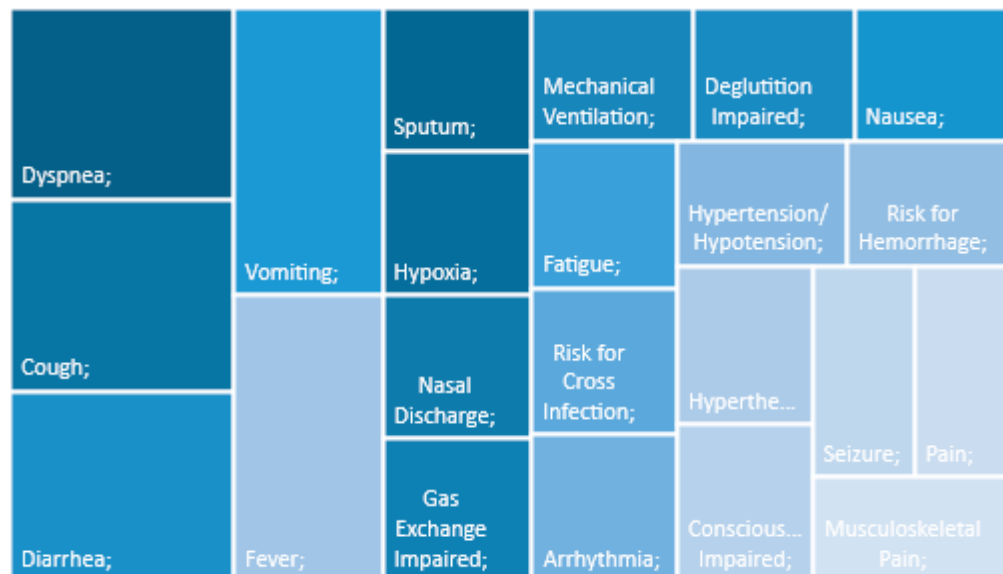 Dyspnea;
Cough;
Diarrhea;
Vomiting;
Fever;
Sputum;
Hypoxia;
Nasal
Discharge;
Gas
Exchange
Impaired;
Mechanical
Ventilation;
Deglutition
Impaired;
Nausea;
Fatigue;
Risk for
Cross
Infection;
Arrhythmia;
Hypertension/
Hypotension;
Risk for
Hemorrhage;
Hyperthe...
Conscious...
Impaired;
Seizure;
Pain;
Musculoskeletal
Pain;